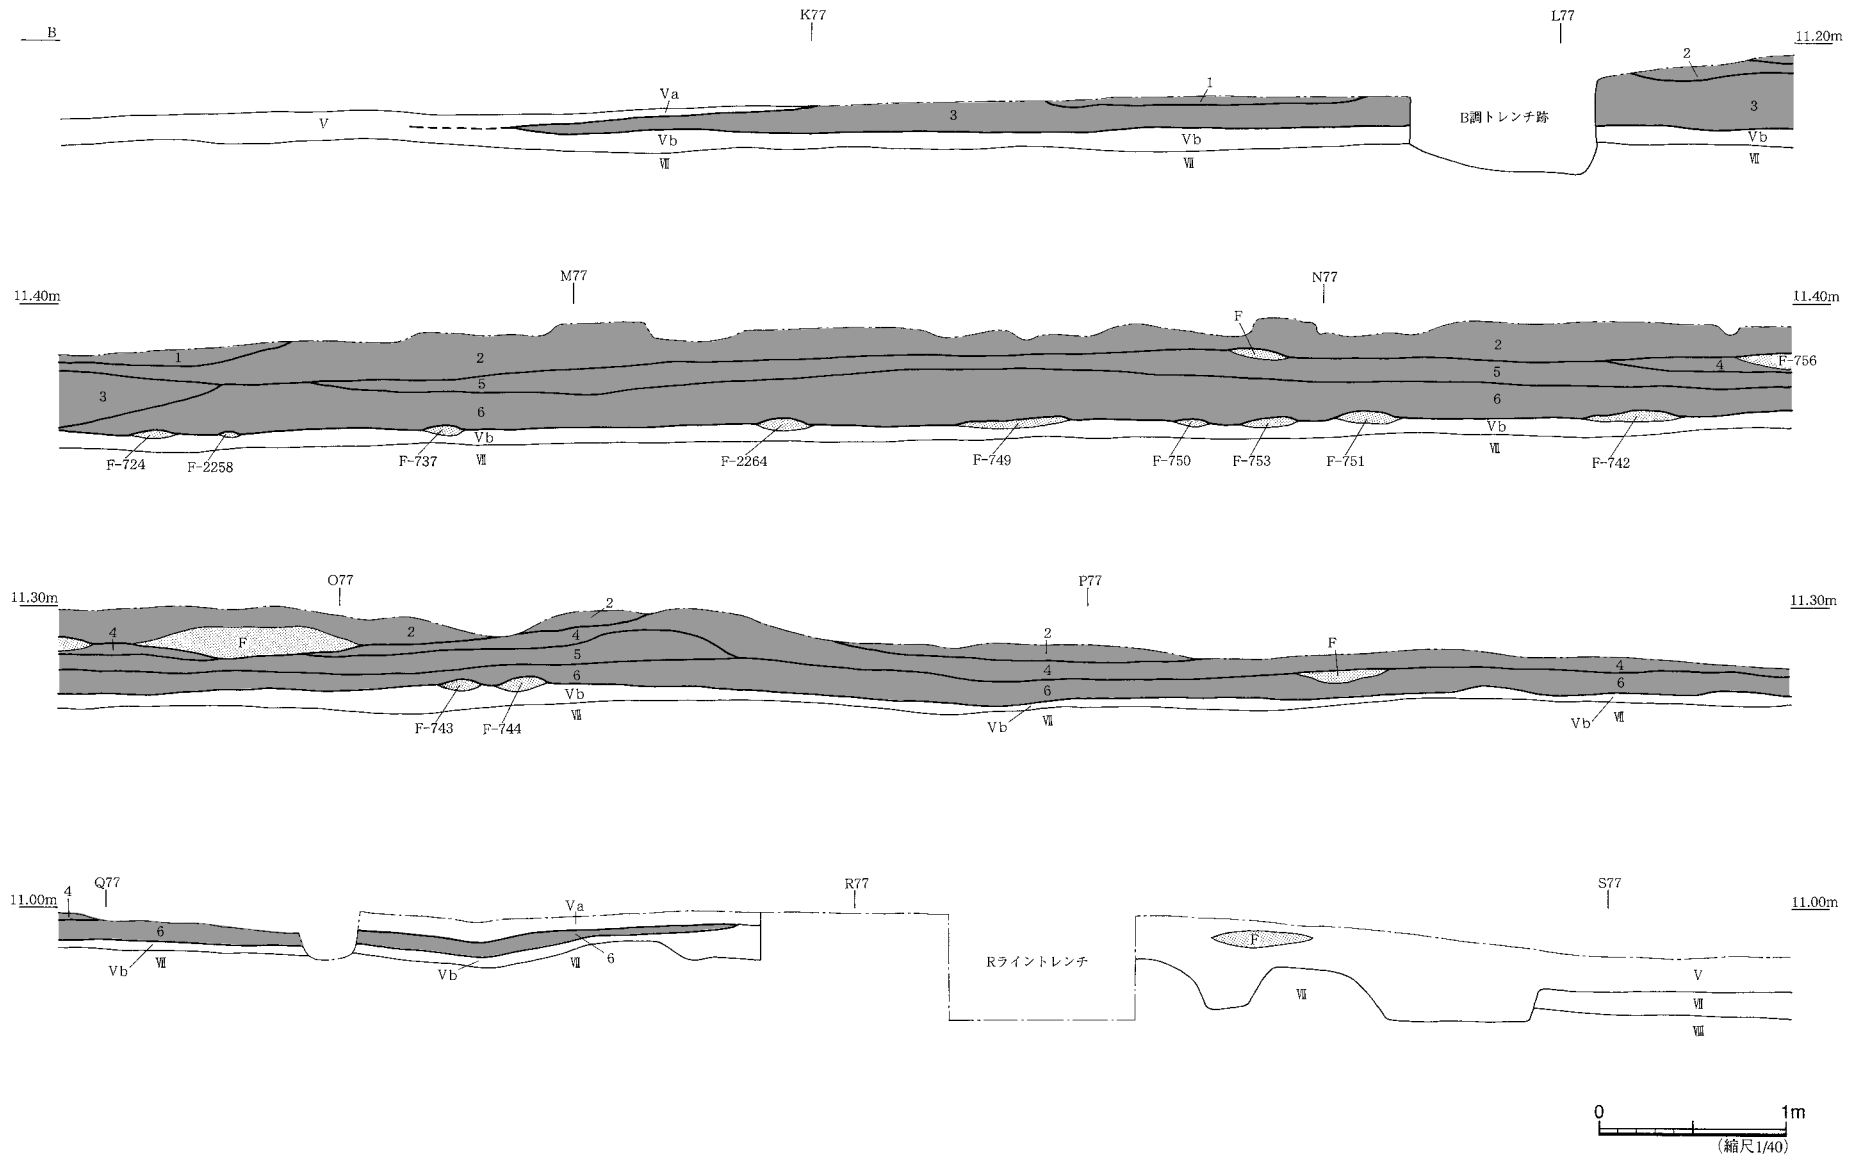 B K77 L77 11.20m
Va 1 2
V 3 B調トレンチ跡 3
Vb Vb Vb
Ⅶ Ⅶ Ⅶ
M77 N77
11.40m 11.40m
F
1 2 2
5 5 4 F-756
3 6 6
Vb Vb
F-724 F-2258 F-737 Ⅶ F-2264 F-749 F-750 F-753 F-751 Ⅶ F-742
O77 P77
11.30m 11.30m
2
4 F 2 4 2 F
5 4 4
6 6 6
Vb
F-743 F-744 Ⅶ Vb Ⅶ Vb Ⅶ
Q77 R77 S77
11.00m 4 11.00m
Va
6 F
Vb Ⅶ Vb Ⅶ 6 Rライントレンチ V
Ⅶ Ⅶ
Ⅷ
0 1m
(縮尺1/40)